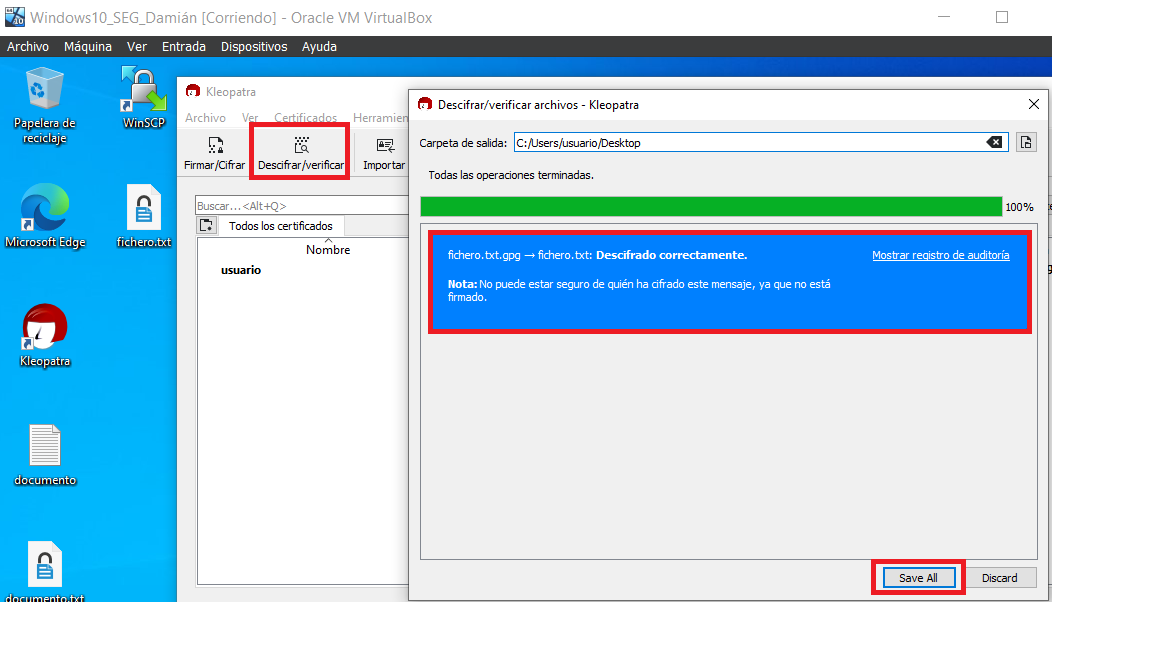 Windows10_SEG_Damián [Corriendo] - Oracle VM VirtualBox
Archivo Máquina Ver Entrada Dispositivos Ayuda
Papelera de
reciclaje
WinSCP
Microsoft Edge
fichero.txt
Kleopatra
documento
documento.txt
Kleopatra
Archivo Ver Certificados Herramien
Firmar/Cifrar Descifrar/verificar Importar
Buscar...<Alt+Q>
Todos los certificados
Nombre
usuario
Descifrar/verificar archivos - Kleopatra
Carpeta de salida: C:/Users/usuario/Desktop
Todas las operaciones terminadas.
100%
fichero.txt.gpg → fichero.txt: Descifrado correctamente. Mostrar registro de auditoría
Nota: No puede estar seguro de quién ha cifrado este mensaje, ya que no está
firmado.
Save All Discard